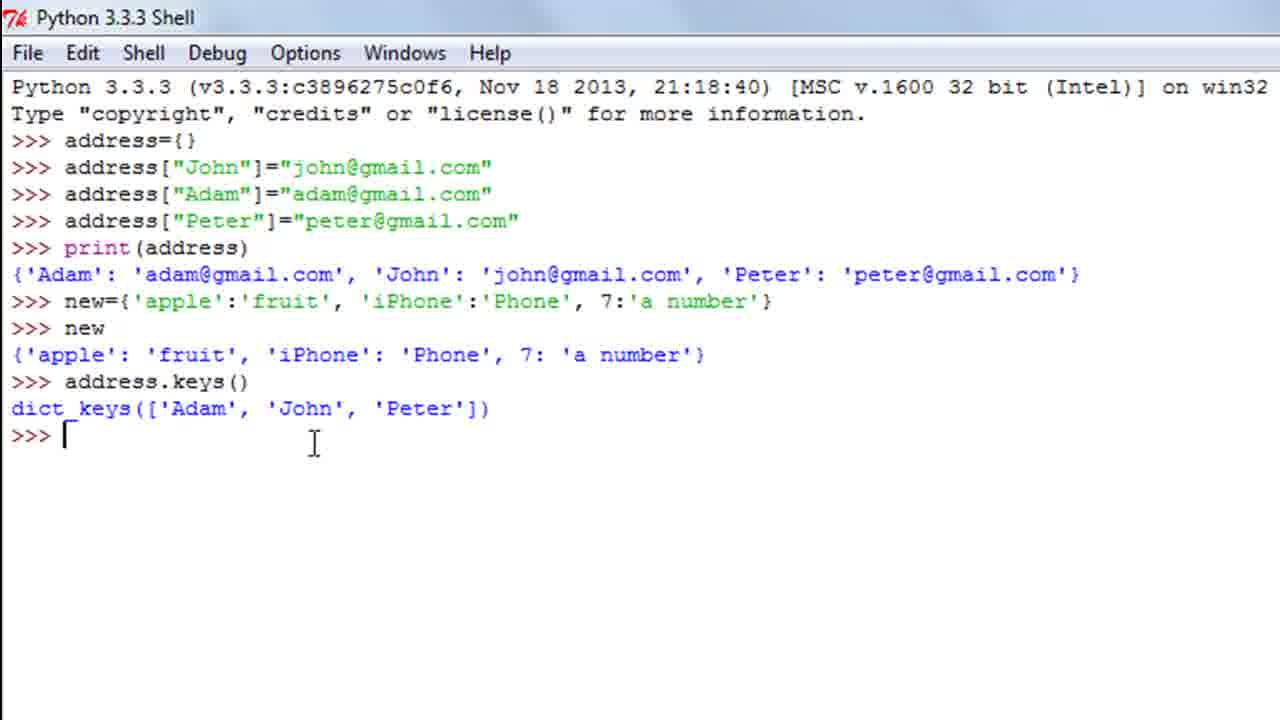 Python 3.3.3 Shell
File Edit Shell Debug Options Windows Help
Python 3.3.3 (v3.3.3:c3896275c0f6, Nov 18 2013, 21:18:40) [MSC v.1600 32 bit (Intel)] on win32
Type "copyright", "credits" or "license()" for more information.
>>> address={}
>>> address["John"]="john@gmail.com"
>>> address["Adam"]="adam@gmail.com"
>>> address["Peter"]="peter@gmail.com"
>>> print(address)
{'Adam': 'adam@gmail.com', 'John': 'john@gmail.com', 'Peter': 'peter@gmail.com'}
>>> new={'apple':'fruit', 'iPhone':'Phone', 7:'a number'}
>>> new
{'apple': 'fruit', 'iPhone': 'Phone', 7: 'a number'}
>>> address.keys()
dict_keys(['Adam', 'John', 'Peter'])
>>>